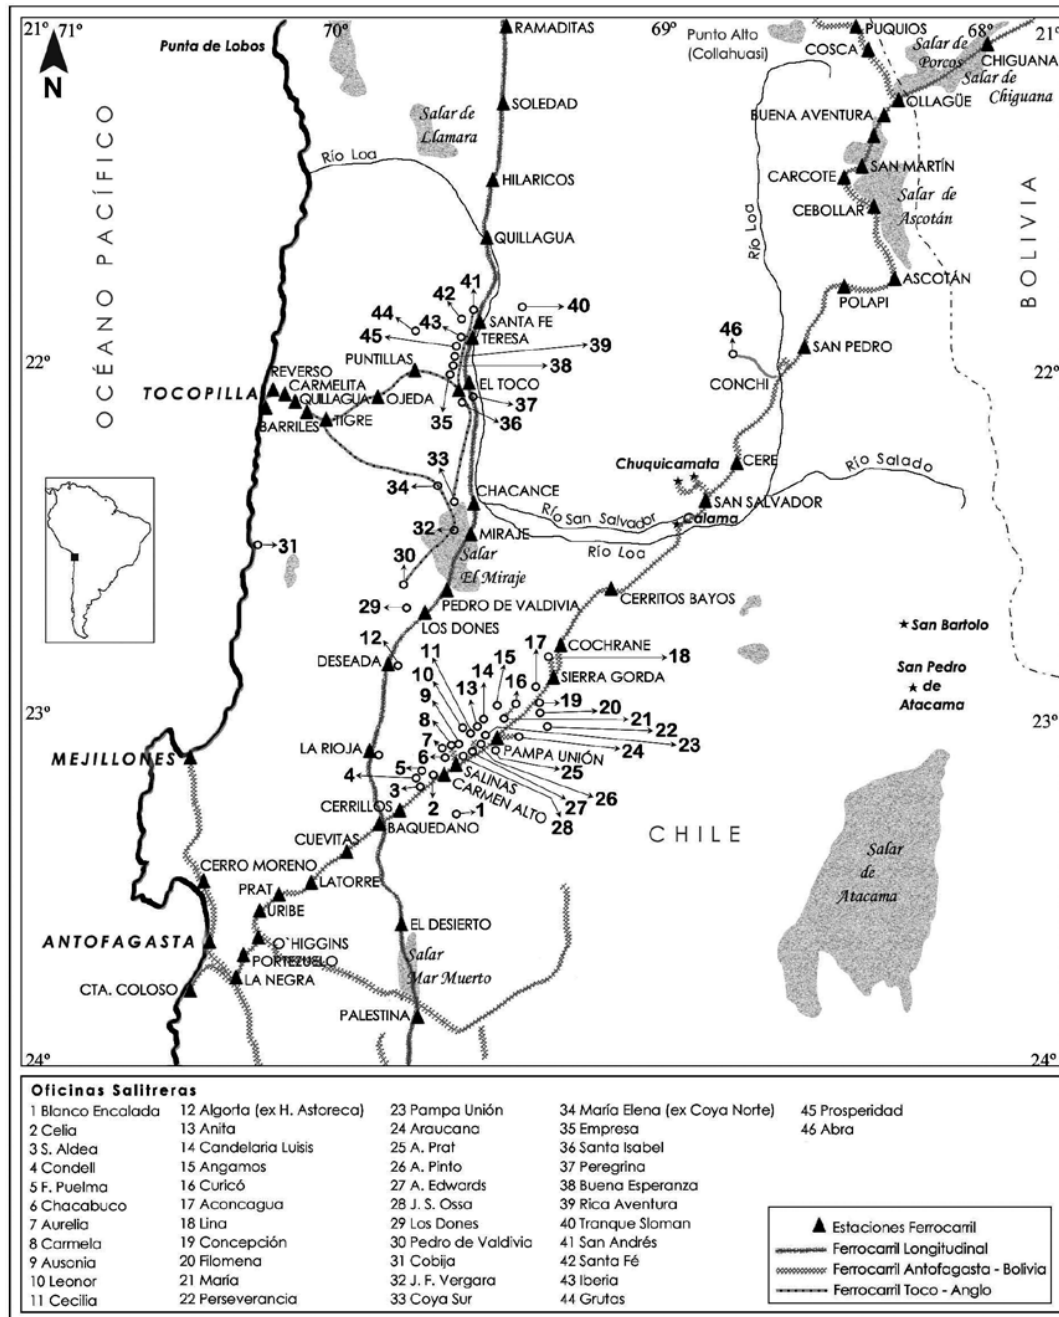 21º 71º
70º
69º
68º
21º
N
Punta de Lobos
RAMADITAS
Punto Alto
(Collahuasi)
PUQUIOS
COSCA
Salar de
Porcos
CHIGUANA
Salar de
Chiguana
OLLAGÜE
BUENA AVENTURA
SOLEDAD
Salar de
Llamara
Río Loa
HILARICOS
SAN MARTÍN
CARCOTE
CEBOLLAR
Salar de
Ascotán
Río Loa
BOLIVIA
OCÉANO PACÍFICO
QUILLAGUA
ASCOTÁN
POLAPI
41
42
40
44
43
SANTA FE
45
TERESA
39
46
SAN PEDRO
PUNTILLAS
38
CONCHI
22º
REVERSO
CARMELITA
TOCOPILLA
QUILLAGUA
OJEDA
EL TOCO
37
BARRILES
TIGRE
35
36
33
CERE
Chuquicamata
Río Salado
34
CHACANCE
SAN SALVADOR
Río San Salvador
Calama
32
MIRAJE
Río Loa
31
30
Salar
El Miraje
29
PEDRO DE VALDIVIA
CERRITOS BAYOS
LOS DONES
San Bartolo
12
DESEADA
COCHRANE
17
18
11
15
14
SIERRA GORDA
San Pedro
de
Atacama
10
16
13
19
9
20
8
21
22
23º
LA RIOJA
7
24
23
MEJILLONES
6
PAMPA UNIÓN
5
25
SALINAS
4
26
CARMEN ALTO
3
27
2
28
1
CERRILLOS
BAQUEDANO
CHILE
CUEVITAS
Salar
de
Atacama
CERRO MORENO
LATORRE
PRAT
URIBE
EL DESIERTO
ANTOFAGASTA
O`HIGGINS
PORTEZUELO
Salar
Mar Muerto
LA NEGRA
CTA. COLOSO
PALESTINA
24º
24º
Oficinas Salitreras
1 Blanco Encalada
2 Celia
3 S. Aldea
4 Condell
5 F. Puelma
6 Chacabuco
7 Aurelia
8 Carmela
9 Ausonia
10 Leonor
11 Cecilia
12 Algorta (ex H. Astoreca)
13 Anita
14 Candelaria Luisis
15 Angamos
16 Curicó
17 Aconcagua
18 Lina
19 Concepción
20 Filomena
21 María
22 Perseverancia
23 Pampa Unión
24 Araucana
25 A. Prat
26 A. Pinto
27 A. Edwards
28 J. S. Ossa
29 Los Dones
30 Pedro de Valdivia
31 Cobija
32 J. F. Vergara
33 Coya Sur
34 María Elena (ex Coya Norte)
35 Empresa
36 Santa Isabel
37 Peregrina
38 Buena Esperanza
39 Rica Aventura
40 Tranque Sloman
41 San Andrés
42 Santa Fé
43 Iberia
44 Grutas
45 Prosperidad
46 Abra
Estaciones Ferrocarril
Ferrocarril Longitudinal
Ferrocarril Antofagasta - Bolivia
Ferrocarril Toco - Anglo